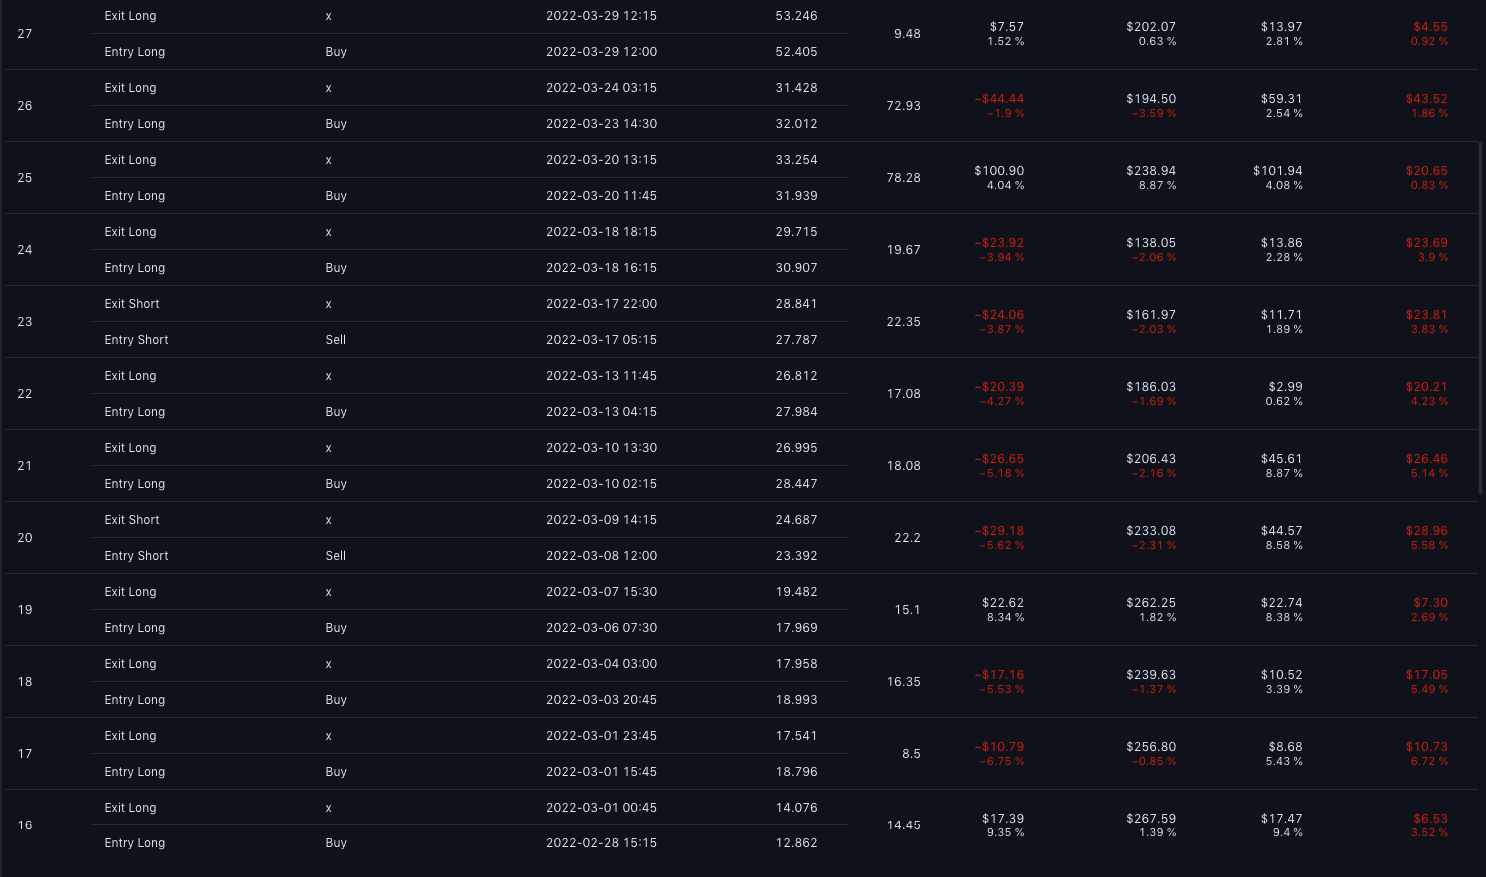 27 Exit Long x 2022-03-29 12:15 53.246 9.48 $7.57 $202.07 $13.97 $4.55
1.52 % 0.63 % 2.81 % 0.92 %
Entry Long Buy 2022-03-29 12:00 52.405
26 Exit Long x 2022-03-24 03:15 31.428 72.93 −$44.44 $194.50 $59.31 $43.52
−1.9 % −3.59 % 2.54 % 1.86 %
Entry Long Buy 2022-03-23 14:30 32.012
25 Exit Long x 2022-03-20 13:15 33.254 78.28 $100.90 $238.94 $101.94 $20.65
4.04 % 8.87 % 4.08 % 0.83 %
Entry Long Buy 2022-03-20 11:45 31.939
24 Exit Long x 2022-03-18 18:15 29.715 19.67 −$23.92 $138.05 $13.86 $23.69
−3.94 % −2.06 % 2.28 % 3.9 %
Entry Long Buy 2022-03-18 16:15 30.907
23 Exit Short x 2022-03-17 22:00 28.841 22.35 −$24.06 $161.97 $11.71 $23.81
−3.87 % −2.03 % 1.89 % 3.83 %
Entry Short Sell 2022-03-17 05:15 27.787
22 Exit Long x 2022-03-13 11:45 26.812 17.08 −$20.39 $186.03 $2.99 $20.21
−4.27 % −1.69 % 0.62 % 4.23 %
Entry Long Buy 2022-03-13 04:15 27.984
21 Exit Long x 2022-03-10 13:30 26.995 18.08 −$26.65 $206.43 $45.61 $26.46
−5.18 % −2.16 % 8.87 % 5.14 %
Entry Long Buy 2022-03-10 02:15 28.447
20 Exit Short x 2022-03-09 14:15 24.687 22.2 −$29.18 $233.08 $44.57 $28.96
−5.62 % −2.31 % 8.58 % 5.58 %
Entry Short Sell 2022-03-08 12:00 23.392
19 Exit Long x 2022-03-07 15:30 19.482 15.1 $22.62 $262.25 $22.74 $7.30
8.34 % 1.82 % 8.38 % 2.69 %
Entry Long Buy 2022-03-06 07:30 17.969
18 Exit Long x 2022-03-04 03:00 17.958 16.35 −$17.16 $239.63 $10.52 $17.05
−5.53 % −1.37 % 3.39 % 5.49 %
Entry Long Buy 2022-03-03 20:45 18.993
17 Exit Long x 2022-03-01 23:45 17.541 8.5 −$10.79 $256.80 $8.68 $10.73
−6.75 % −0.85 % 5.43 % 6.72 %
Entry Long Buy 2022-03-01 15:45 18.796
16 Exit Long x 2022-03-01 00:45 14.076 14.45 $17.39 $267.59 $17.47 $6.53
9.35 % 1.39 % 9.4 % 3.52 %
Entry Long Buy 2022-02-28 15:15 12.862